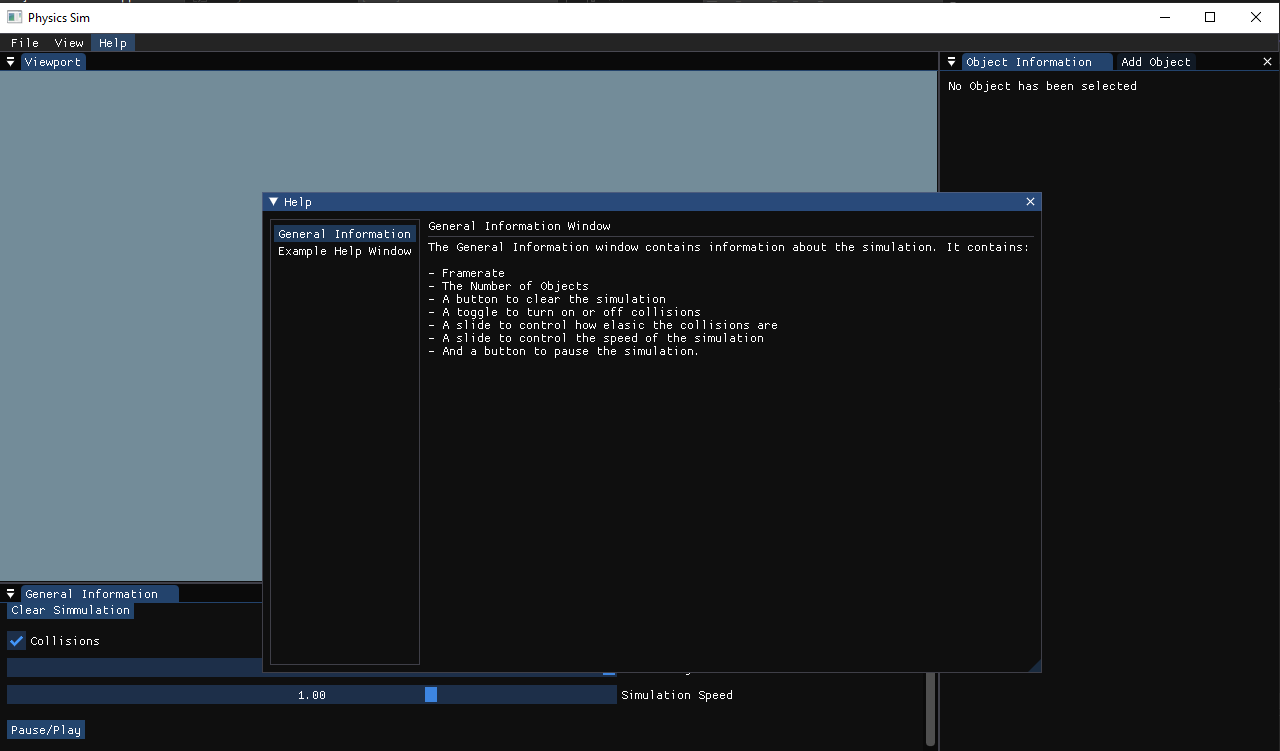 Physics Sim
File View Help
Viewport
Object Information Add Object
No Object has been selected
Help
General Information
Example Help Window
General Information Window
The General Information window contains information about the simulation. It contains:
- Framerate
- The Number of Objects
- A button to clear the simulation
- A toggle to turn on or off collisions
- A slide to control how elasic the collisions are
- A slide to control the speed of the simulation
- And a button to pause the simulation.
General Information
Clear Simmulation
Collisions
1.00 Simulation Speed
Pause/Play